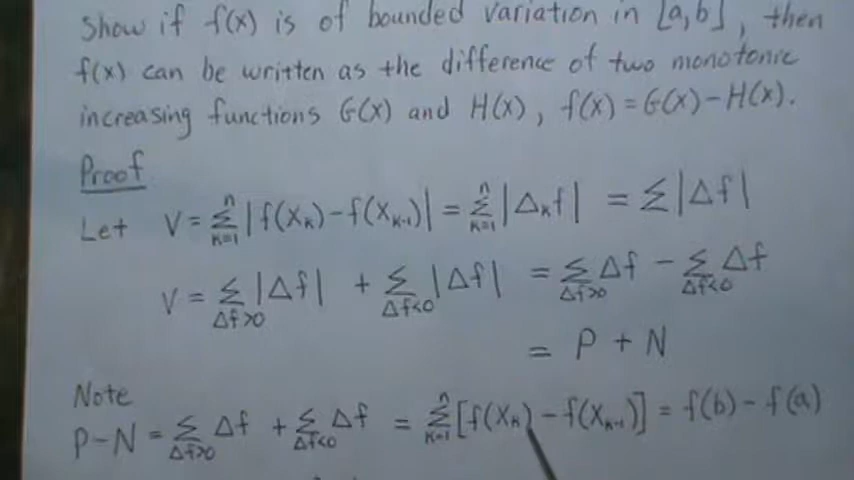 Show if f(x) is of bounded variation in [a,b], then
f(x) can be written as the difference of two monotonic
increasing functions G(x) and H(x), f(x) = G(x) - H(x).
Proof
Let V = Σ_{k=1}^{n} |f(x_k) - f(x_{k-1})| = Σ_{k=1}^{n} |Δ_k f| = Σ|Δf|
V = Σ_{Δf>0} |Δf| + Σ_{Δf<0} |Δf| = Σ_{Δf>0} Δf - Σ_{Δf<0} Δf
= P + N
Note
P-N = Σ_{Δf>0} Δf + Σ_{Δf<0} Δf = Σ_{k=1}^{n} [f(x_k) - f(x_{k-1})] = f(b) - f(a)